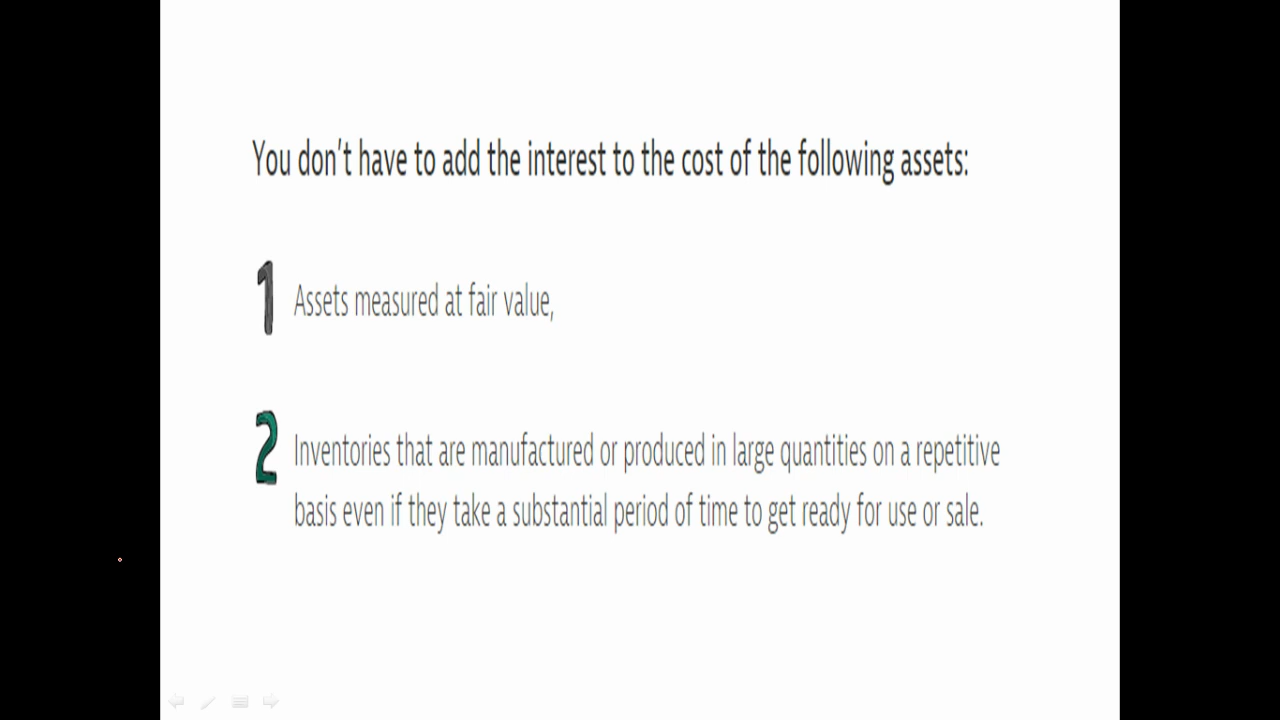 You don't have to add the interest to the cost of the following assets:
1 Assets measured at fair value,
2 Inventories that are manufactured or produced in large quantities on a repetitive
basis even if they take a substantial period of time to get ready for use or sale.